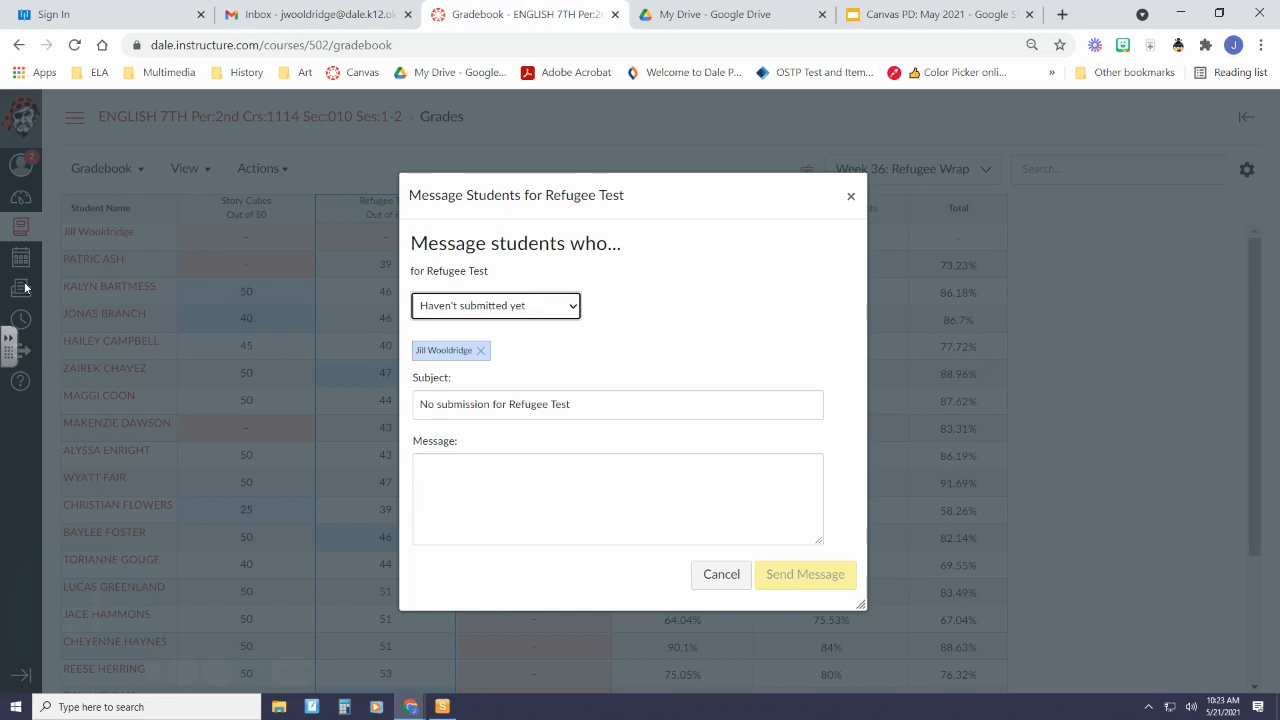 Sign In
Inbox - jwooldridge@dale.k12.ok
Gradebook - ENGLISH 7TH Per:2n
My Drive - Google Drive
Canvas PD: May 2021 - Google S
dale.instructure.com/courses/502/gradebook
J
Apps ELA Multimedia History Art Canvas My Drive - Google... Adobe Acrobat Welcome to Dale P... OSTP Test and Item... Color Picker onli... » Other bookmarks Reading list
ENGLISH 7TH Per:2nd Crs:1114 Sec:010 Ses:1-2 › Grades
2
Gradebook View Actions Week 36: Refugee Wrap Search...
Student Name Story Cubes Out of 50 Refugee T Out of Total
Jill Wooldridge – – -
PATRIC ASH – 39 73.23%
KALYN BARTMESS 50 46 86.18%
JONAS BRANCH 40 46 86.7%
HAILEY CAMPBELL 45 40 77.72%
ZAIREK CHAVEZ 50 47 88.96%
MAGGI COON 50 44 87.62%
MAKENZIE DAWSON – 43 83.31%
ALYSSA ENRIGHT 50 43 86.19%
WYATT FAIR 50 47 91.69%
CHRISTIAN FLOWERS 25 39 58.26%
BAYLEE FOSTER 50 46 82.14%
TORIANNE GOUGE 40 44 69.55%
LUCAS GREENLAND 50 51 83.49%
JACE HAMMONS 50 51 – 64.04% 75.53% 67.04%
CHEYENNE HAYNES 50 51 – 90.1% 84% 88.63%
REESE HERRING 50 53 – 75.05% 80% 76.32%
Message Students for Refugee Test
Message students who...
for Refugee Test
Haven't submitted yet
Jill Wooldridge
Subject:
No submission for Refugee Test
Message:
Cancel Send Message
Type here to search
10:23 AM
5/21/2021